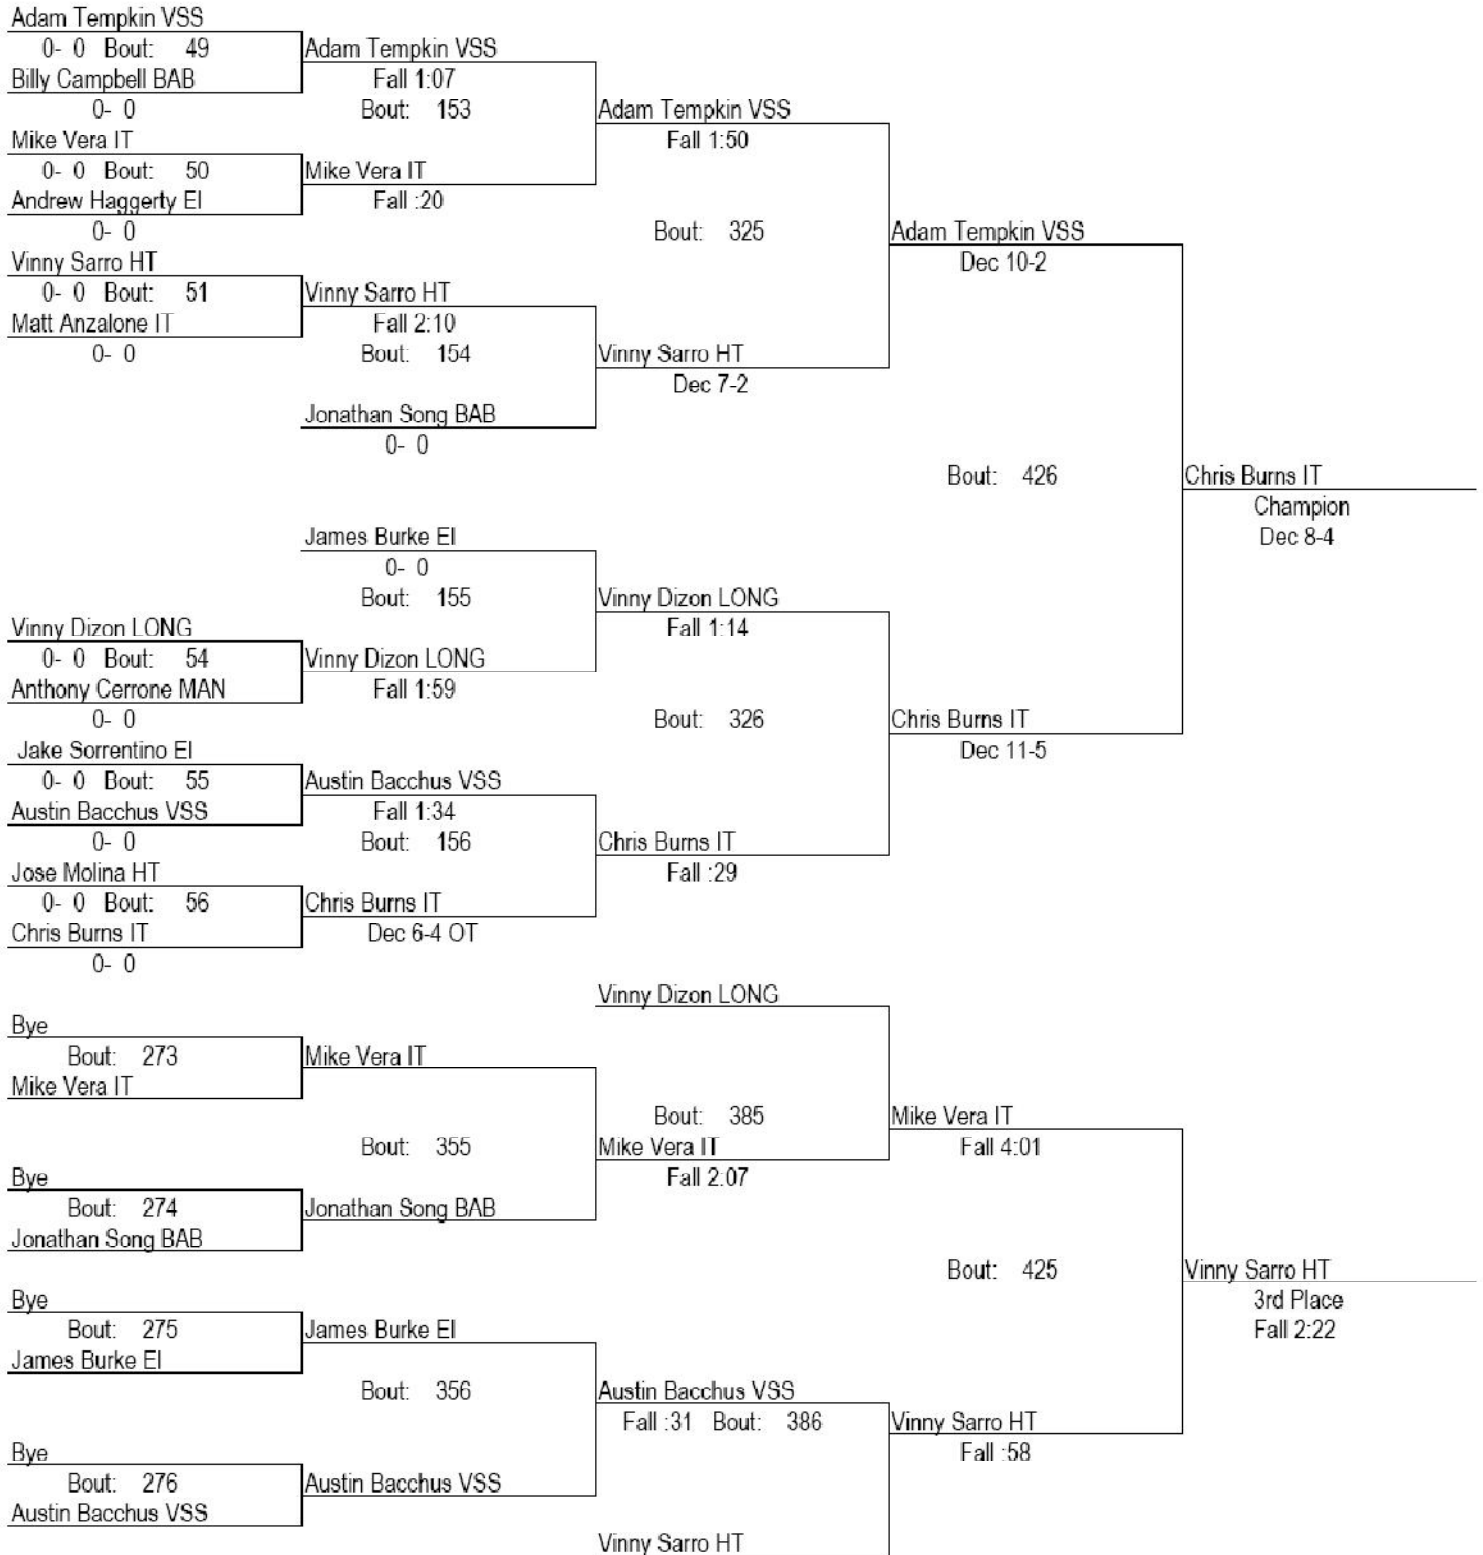 Adam Tempkin VSS
0- 0 Bout: 49
Adam Tempkin VSS
Billy Campbell BAB
Fall 1:07
0- 0
Bout: 153
Adam Tempkin VSS
Mike Vera IT
Fall 1:50
0- 0 Bout: 50
Mike Vera IT
Andrew Haggerty EI
Fall :20
0- 0
Bout: 325
Adam Tempkin VSS
Vinny Sarro HT
Dec 10-2
0- 0 Bout: 51
Vinny Sarro HT
Matt Anzalone IT
Fall 2:10
0- 0
Bout: 154
Vinny Sarro HT
Dec 7-2
Jonathan Song BAB
0- 0
Bout: 426
Chris Burns IT
Champion
James Burke EI
Dec 8-4
0- 0
Bout: 155
Vinny Dizon LONG
Vinny Dizon LONG
Fall 1:14
0- 0 Bout: 54
Vinny Dizon LONG
Anthony Cerrone MAN
Fall 1:59
0- 0
Bout: 326
Chris Burns IT
Jake Sorrentino EI
Dec 11-5
0- 0 Bout: 55
Austin Bacchus VSS
Austin Bacchus VSS
Fall 1:34
0- 0
Bout: 156
Chris Burns IT
Jose Molina HT
Fall :29
0- 0 Bout: 56
Chris Burns IT
Chris Burns IT
Dec 6-4 OT
0- 0
Vinny Dizon LONG
Bye
Bout: 273
Mike Vera IT
Mike Vera IT
Bout: 385
Mike Vera IT
Bout: 355
Mike Vera IT
Fall 4:01
Bye
Fall 2:07
Bout: 274
Jonathan Song BAB
Jonathan Song BAB
Bout: 425
Vinny Sarro HT
Bye
3rd Place
Bout: 275
James Burke EI
Fall 2:22
James Burke EI
Bout: 356
Austin Bacchus VSS
Fall :31 Bout: 386
Vinny Sarro HT
Bye
Fall :58
Bout: 276
Austin Bacchus VSS
Austin Bacchus VSS
Vinny Sarro HT